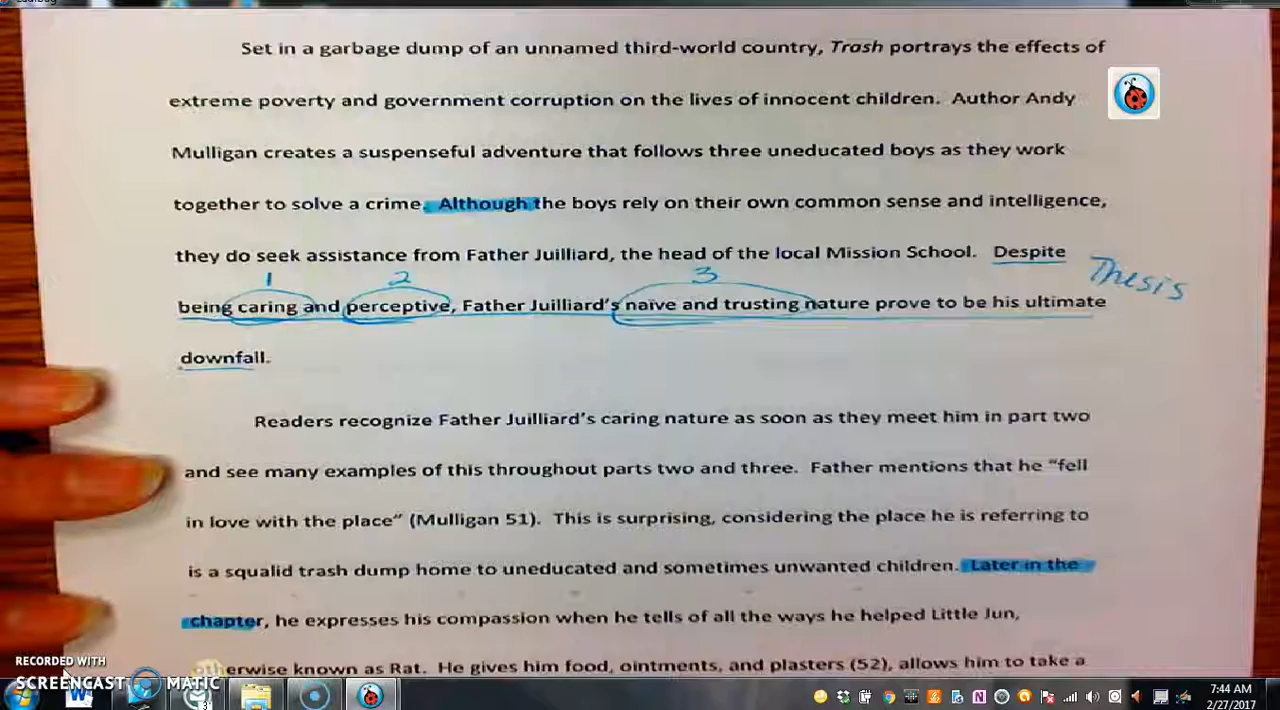 Set in a garbage dump of an unnamed third-world country, Trash portrays the effects of
extreme poverty and government corruption on the lives of innocent children. Author Andy
Mulligan creates a suspenseful adventure that follows three uneducated boys as they work
together to solve a crime. Although the boys rely on their own common sense and intelligence,
they do seek assistance from Father Juilliard, the head of the local Mission School. Despite
Thesis
1 2 3
being caring and perceptive, Father Juilliard's naïve and trusting nature prove to be his ultimate
downfall.
Readers recognize Father Juilliard's caring nature as soon as they meet him in part two
and see many examples of this throughout parts two and three. Father mentions that he "fell
in love with the place" (Mulligan 51). This is surprising, considering the place he is referring to
is a squalid trash dump home to uneducated and sometimes unwanted children. Later in the
chapter, he expresses his compassion when he tells of all the ways he helped Little Jun,
otherwise known as Rat. He gives him food, ointments, and plasters (52), allows him to take a
RECORDED WITH
SCREENCAST MATIC
7:44 AM
2/27/2017